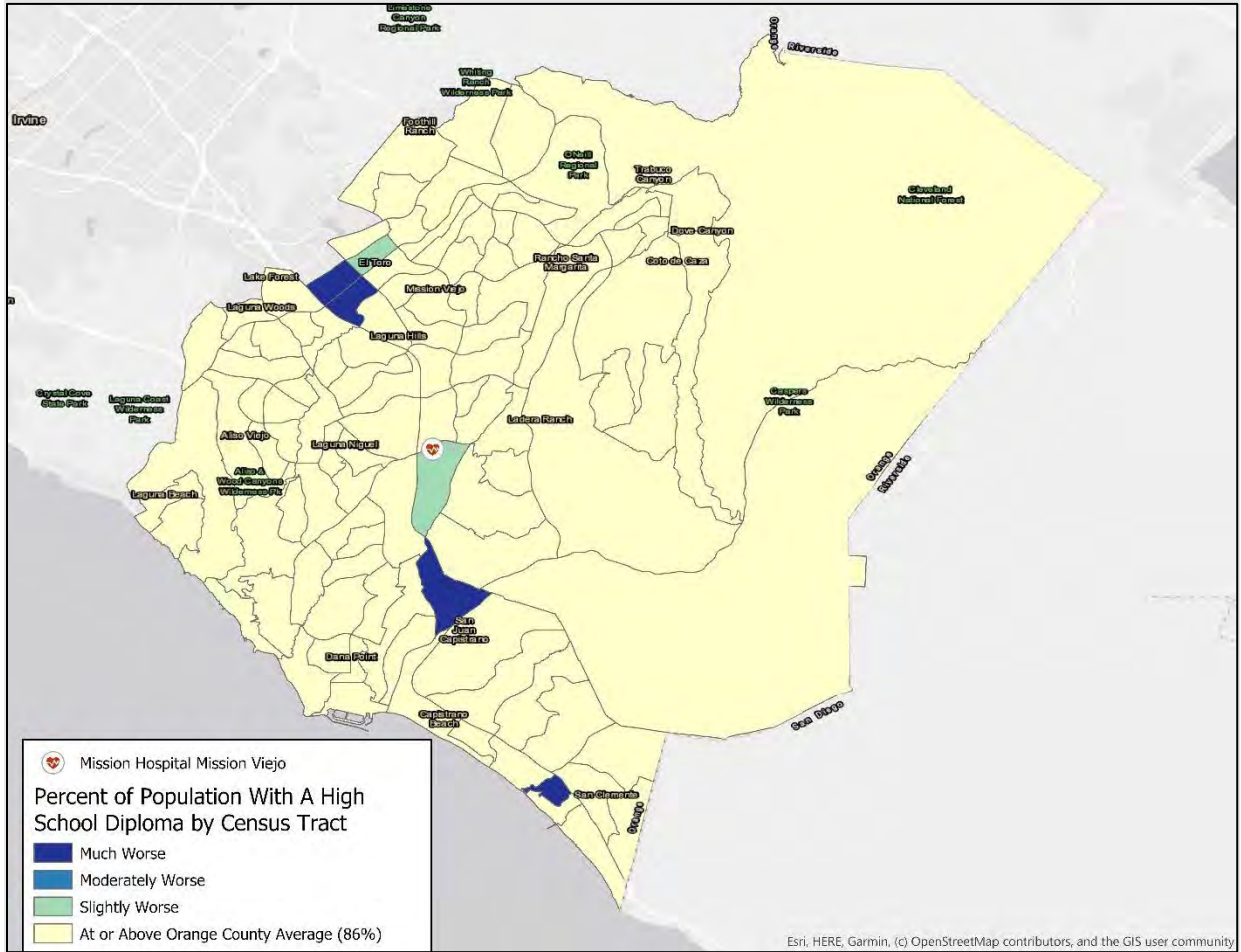 Limestone
Canyon
Regional Park
Orange
Riverside
Whiting
Ranch
Wilderness Park
Irvine
Foothill
Ranch
O'Neill
Regional
Park
Trabuco
Canyon
Cleveland
National Forest
Dove Canyon
El Toro
Rancho Santa
Margarita
Coto de Caza
Lake Forest
Mission Viejo
Laguna Woods
n
Laguna Hills
Crystal Cove
State Park
Laguna Coast
Wilderness
Park
Caspers
Wilderness
Park
Ladera Ranch
Aliso Viejo
Laguna Niguel
Orange
Riverside
Aliso &
Wood Canyons
Wilderness Pk
Laguna Beach
San
Juan
Capistrano
Dana Point
Capistrano
Beach
San Diego
San Clemente
Orange
Mission Hospital Mission Viejo
Percent of Population With A High
School Diploma by Census Tract
Much Worse
Moderately Worse
Slightly Worse
At or Above Orange County Average (86%)
Esri, HERE, Garmin, (c) OpenStreetMap contributors, and the GIS user community